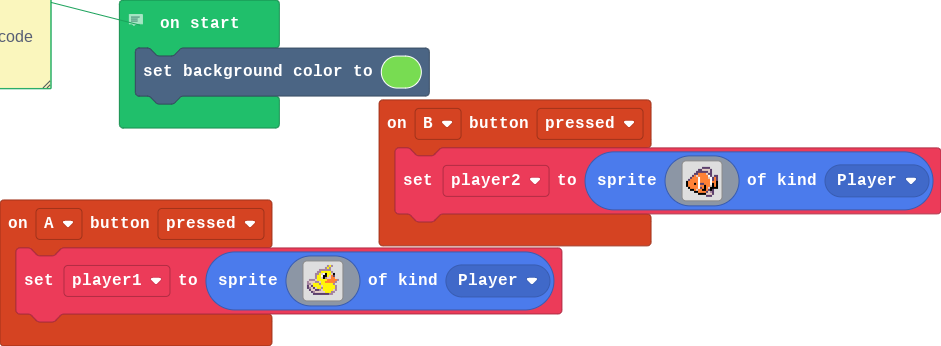 on start
code
set background color to
on B button pressed
set player2 to sprite of kind Player
on A button pressed
set player1 to sprite of kind Player